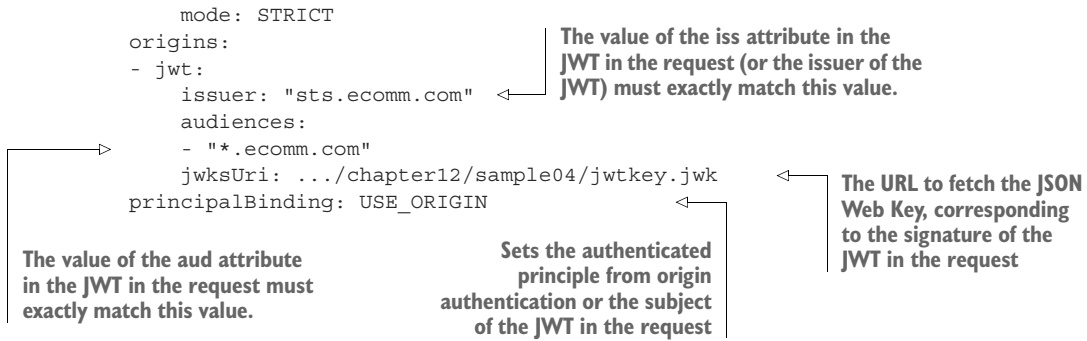 mode: STRICT
origins:
- jwt:
issuer: "sts.ecomm.com"
audiences:
- "*.ecomm.com"
jwksUri: .../chapter12/sample04/jwtkey.jwk
principalBinding: USE_ORIGIN
The value of the iss attribute in the
JWT in the request (or the issuer of the
JWT) must exactly match this value.
The URL to fetch the JSON
Web Key, corresponding
to the signature of the
JWT in the request
The value of the aud attribute
in the JWT in the request must
exactly match this value.
Sets the authenticated
principle from origin
authentication or the subject
of the JWT in the request